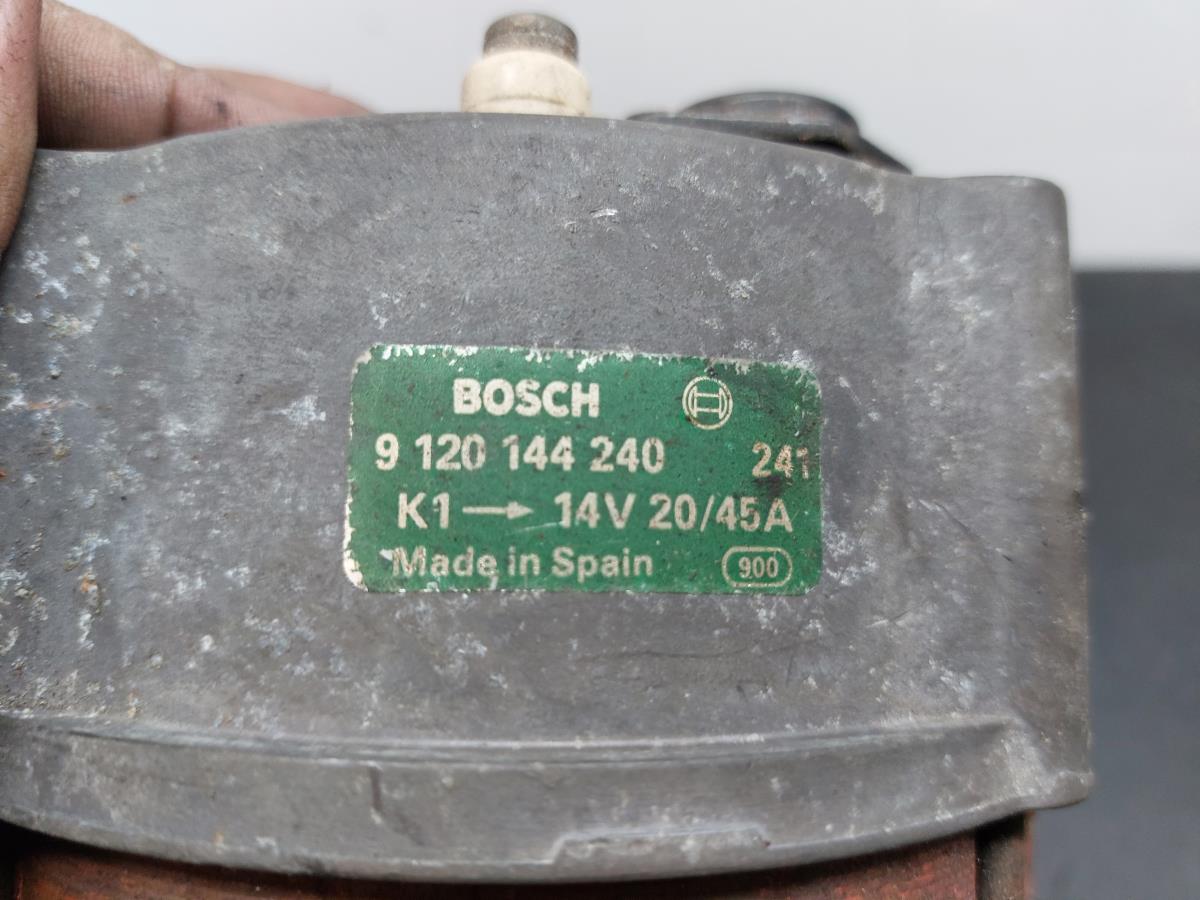 BOSCH
9 120 144 240 241
K1 → 14V 20/45A
Made in Spain 900